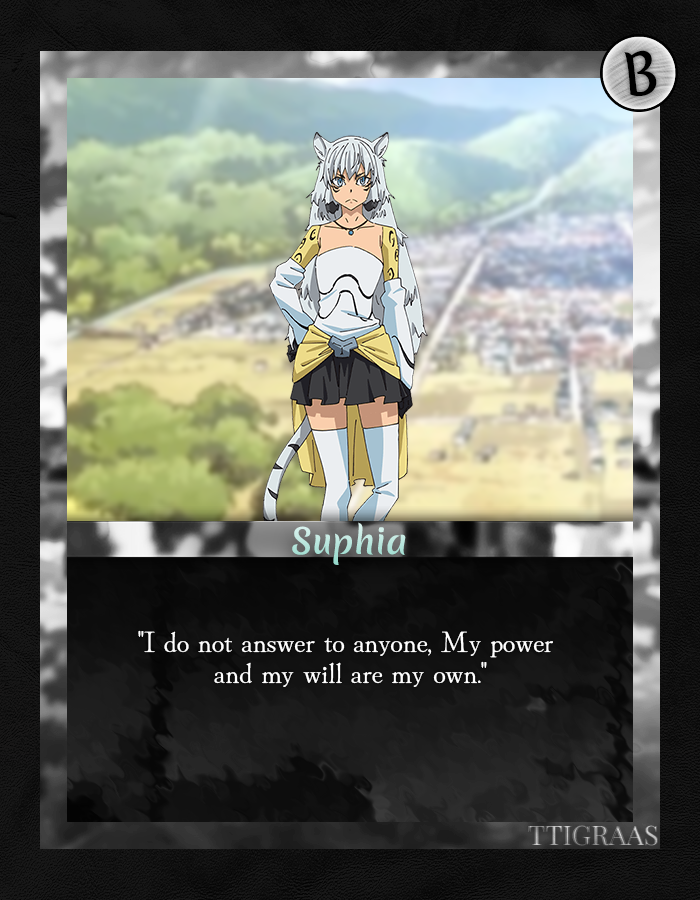 B
Suphia
"I do not answer to anyone, My power
and my will are my own."
TTIGRAAS